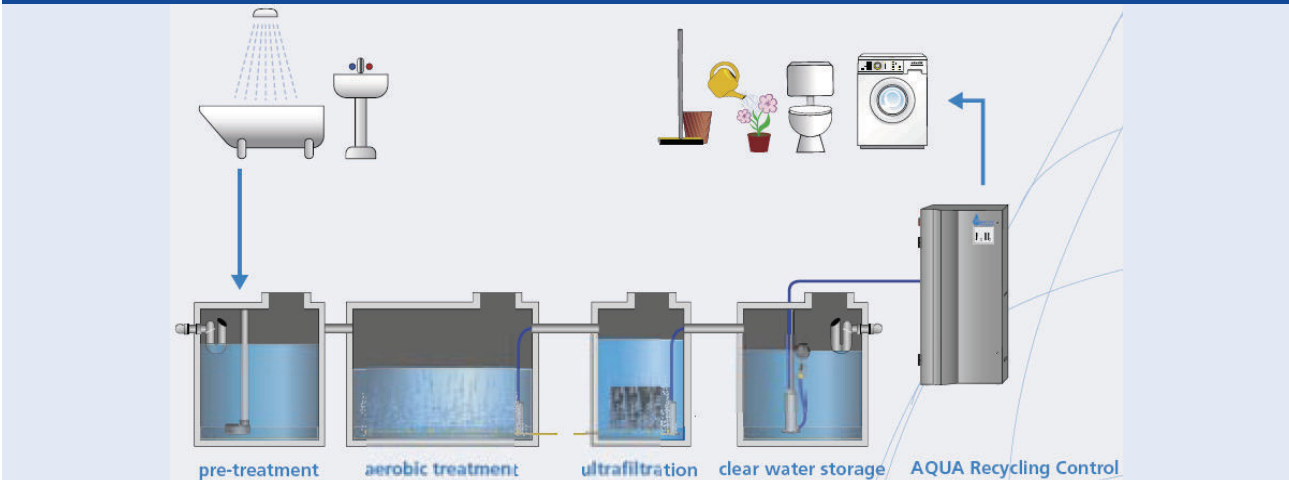 pre-treatment
aerobic treatment
ultrafiltration
clear water storage
AQUA Recycling Control